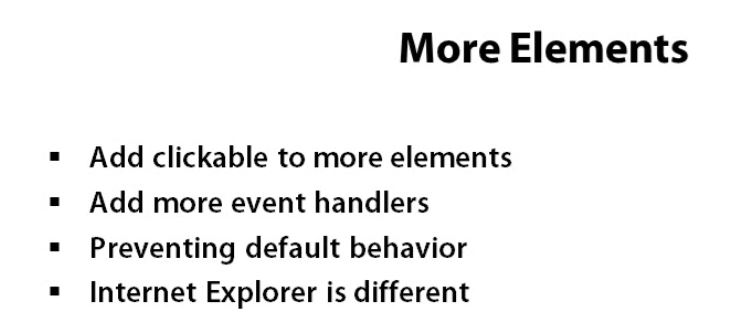 More Elements
Add clickable to more elements
Add more event handlers
Preventing default behavior
Internet Explorer is different